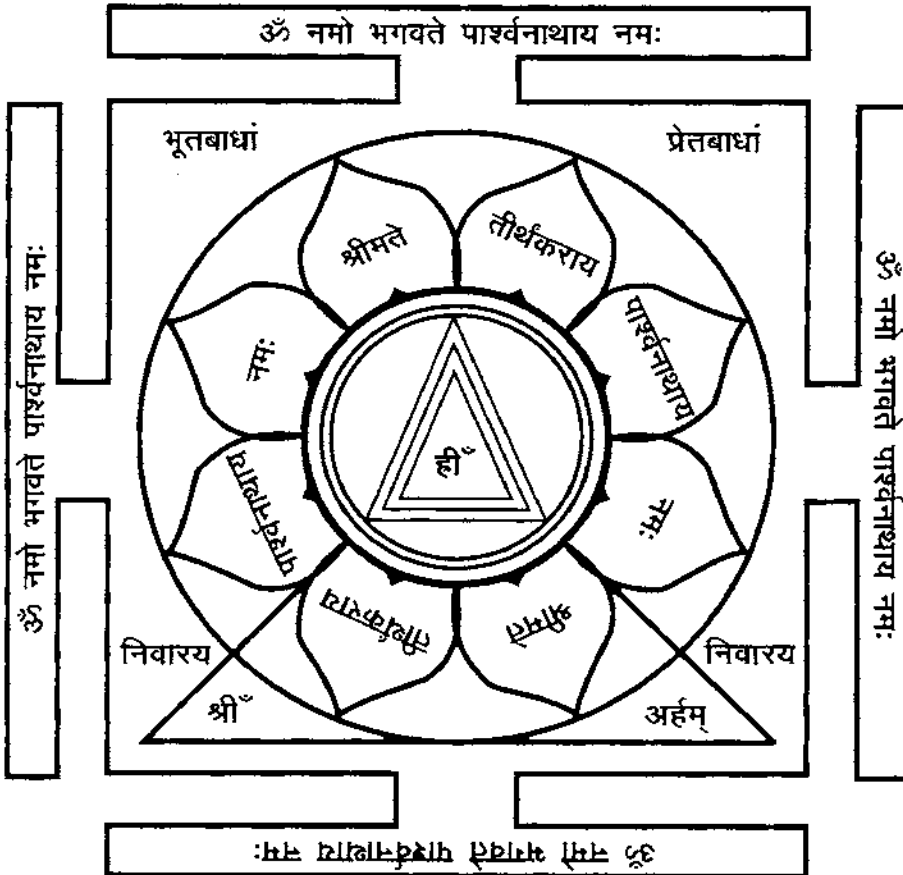 ॐ नमो भगवते पार्श्वनाथाय नमः
भूतबाधां
प्रेतबाधां
श्रीमते
तीर्थंकराय
पार्श्वनाथाय
नमः
श्रीमते
तीर्थंकराय
पार्श्वनाथाय
नमः
ह्रीँ
निवारय
निवारय
श्रीँ
अर्हम्
ॐ नमो भगवते पार्श्वनाथाय नमः
ॐ नमो भगवते पार्श्वनाथाय नमः
ॐ नमो भगवते पार्श्वनाथाय नमः